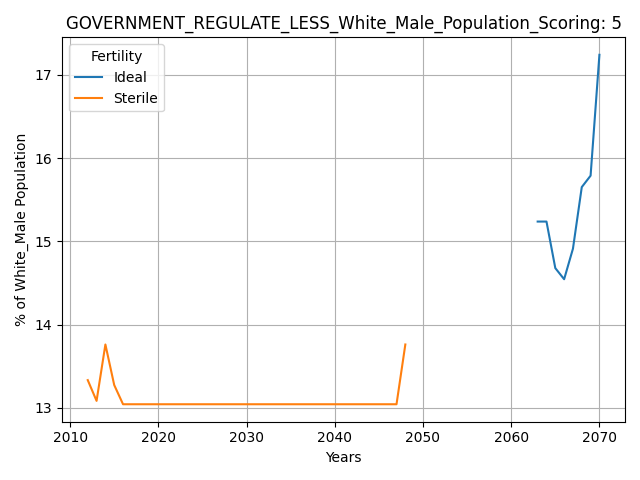 GOVERNMENT_REGULATE_LESS_White_Male_Population_Scoring: 5
Fertility
Ideal
Sterile
% of White_Male Population
17
16
15
14
13
2010 2020 2030 2040 2050 2060 2070
Years